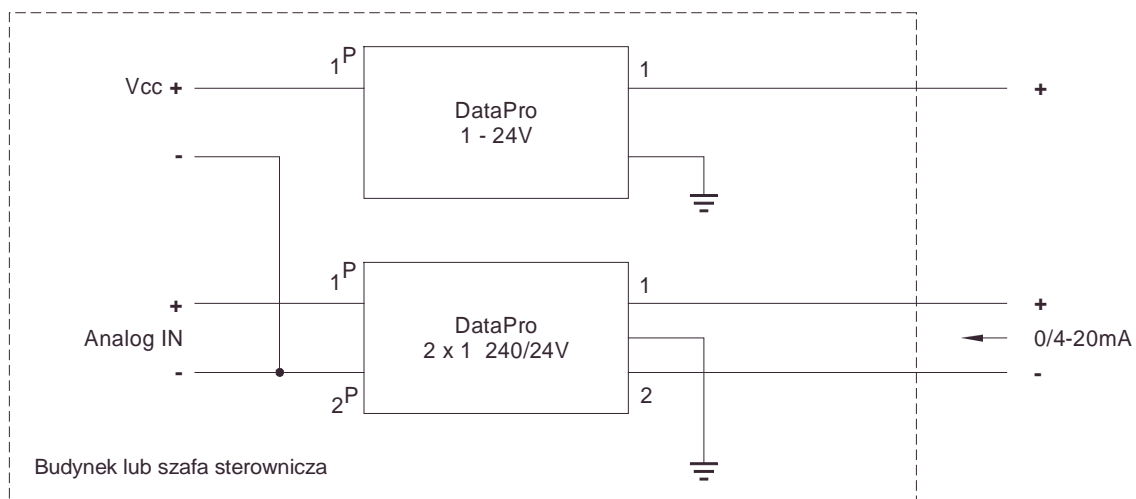 1P
1
Vcc +
+
DataPro
1 - 24V
-
1P
1
+
+
DataPro
Analog IN
2 x 1 240/24V
0/4-20mA
-
-
2P
2
Budynek lub szafa sterownicza